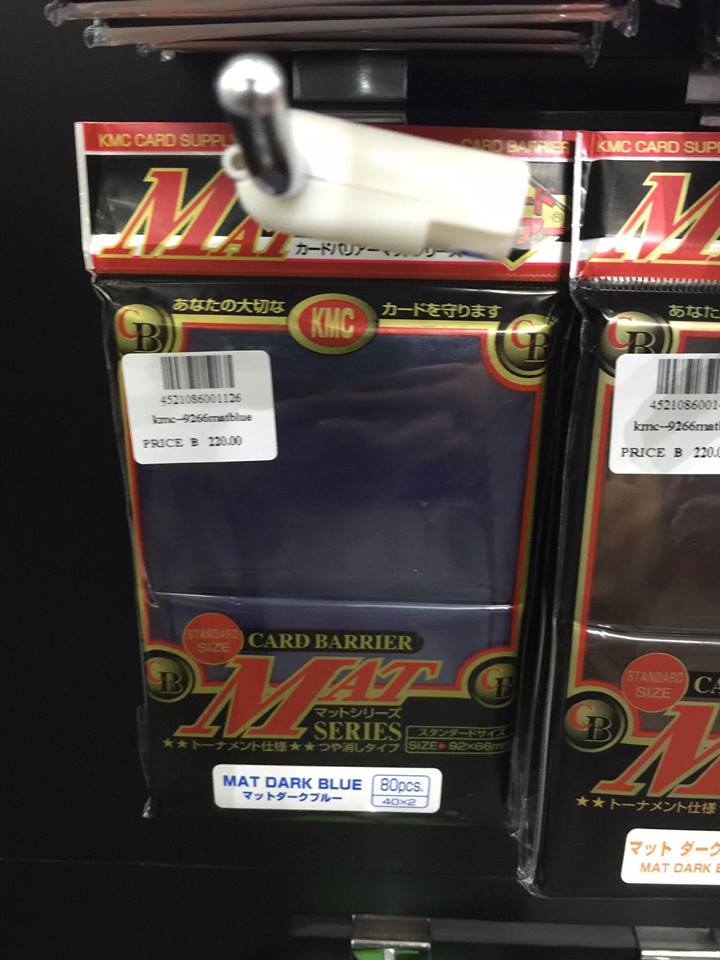 KMC CARD SUPPL
CARD BARRIER
MAT
カードバリアーマットシリーズ
あなたの大切な
KMC
カードを守ります
CB
CB
4521086001126
kmc--9266matblue
PRICE B 220.00
STANDARD
SIZE
CARD BARRIER
MAT
マットシリーズ
SERIES
CB
CB
スタンダードサイズ
SIZE▶92×66mm
★★トーナメント仕様★★つや消しタイプ
MAT DARK BLUE
マットダークブルー
80pcs.
40×2
KMC CARD SUPP
あなた
CB
45210860014
kmc--9266mat
PRICE B 220.0
STANDARD
SIZE
CA
CB
★★トーナメント仕様
マット ダーク
MAT DARK